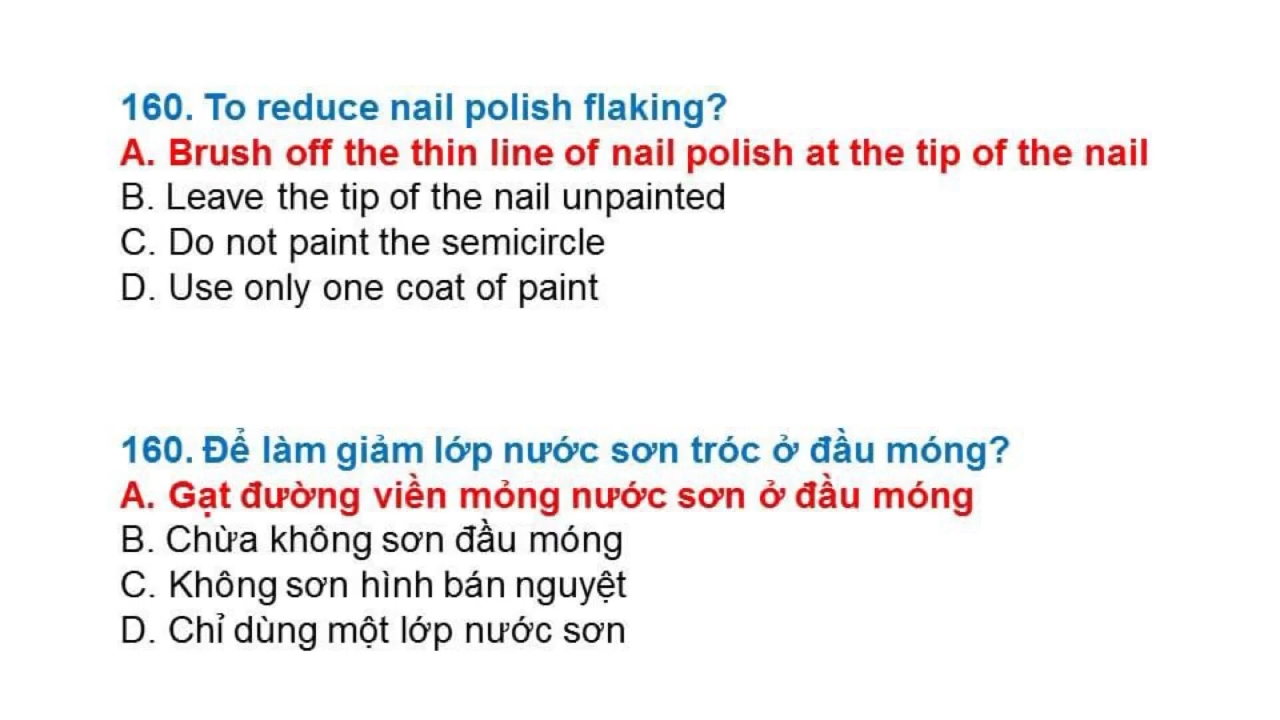 160. To reduce nail polish flaking?
A. Brush off the thin line of nail polish at the tip of the nail
B. Leave the tip of the nail unpainted
C. Do not paint the semicircle
D. Use only one coat of paint
160. Để làm giảm lớp nước sơn tróc ở đầu móng?
A. Gạt đường viền mỏng nước sơn ở đầu móng
B. Chừa không sơn đầu móng
C. Không sơn hình bán nguyệt
D. Chỉ dùng một lớp nước sơn